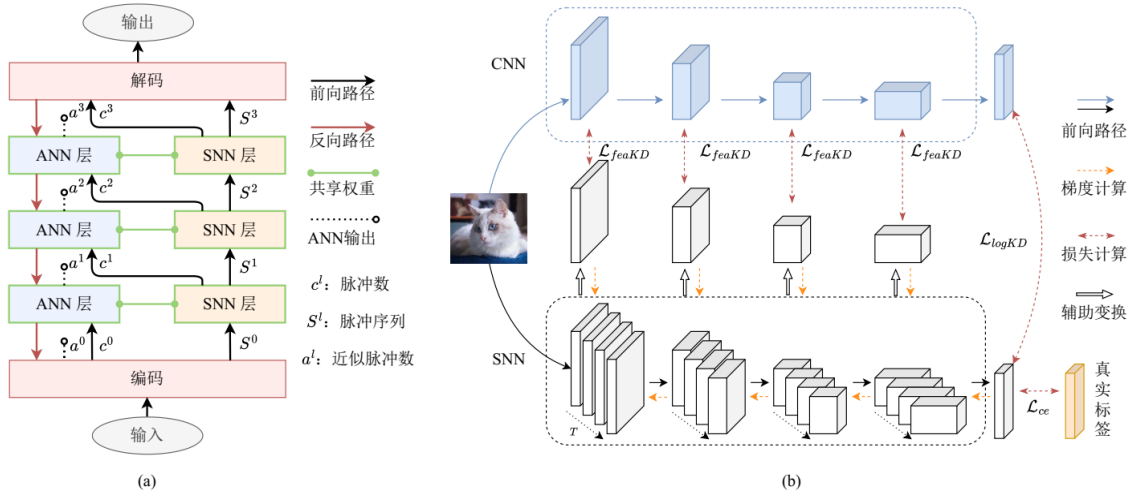 输出
解码
a³ c³ S³
ANN 层 SNN 层
a² c² S²
ANN 层 SNN 层
a¹ c¹ S¹
ANN 层 SNN 层
a⁰ c⁰ S⁰
编码
输入
前向路径
反向路径
共享权重
ANN输出
cˡ：脉冲数
Sˡ：脉冲序列
aˡ：近似脉冲数
(a)
CNN
ℒfeaKD ℒfeaKD ℒfeaKD ℒfeaKD
ℒlogKD
SNN
T
ℒce
真实标签
前向路径
梯度计算
损失计算
辅助变换
(b)